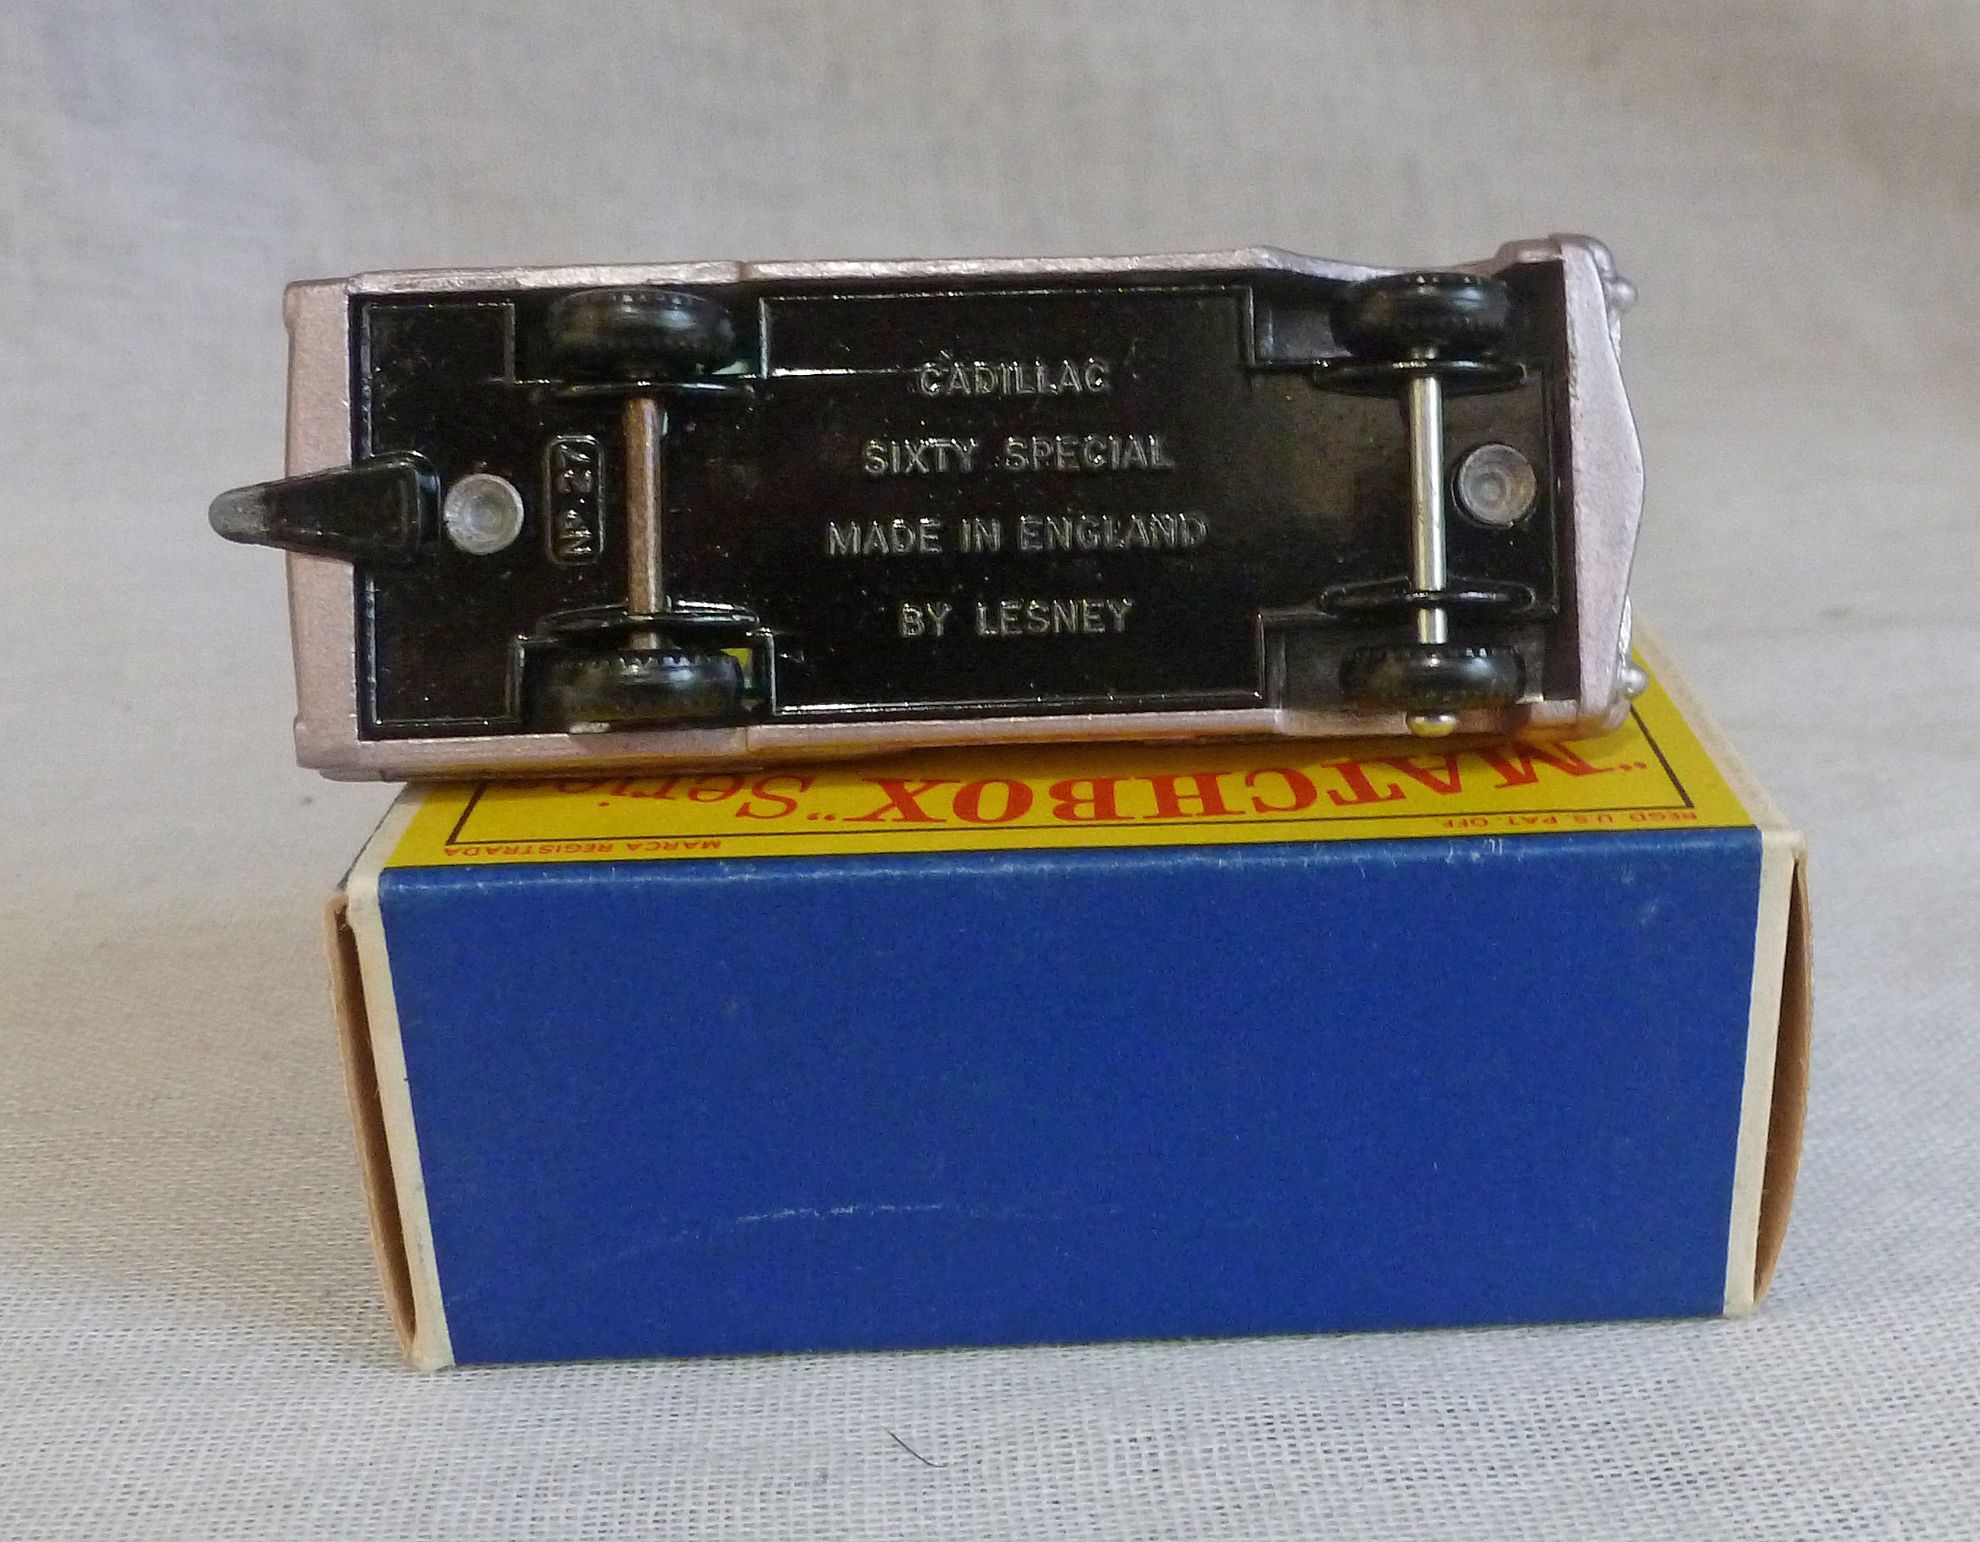 CADILLAC
SIXTY SPECIAL
MADE IN ENGLAND
BY LESNEY
Nº 27
"MATCHBOX" Serie
REGD. U.S. PAT. OFF.
MARCA REGISTRADA